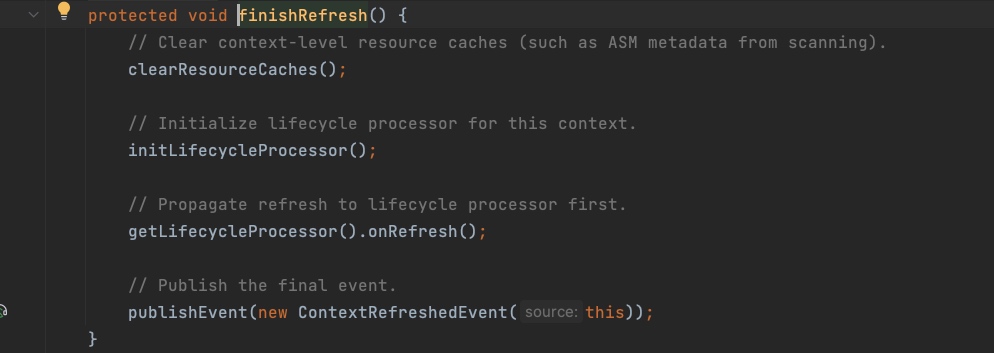 protected void finishRefresh() {
// Clear context-level resource caches (such as ASM metadata from scanning).
clearResourceCaches();
// Initialize lifecycle processor for this context.
initLifecycleProcessor();
// Propagate refresh to lifecycle processor first.
getLifecycleProcessor().onRefresh();
// Publish the final event.
publishEvent(new ContextRefreshedEvent( source: this));
}